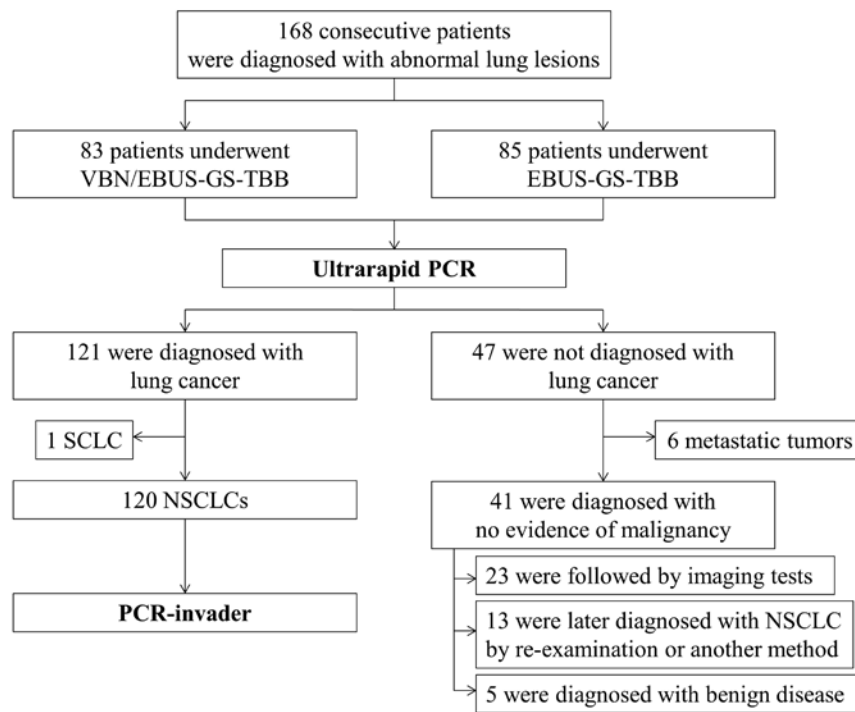 168 consecutive patients
were diagnosed with abnormal lung lesions
83 patients underwent
VBN/EBUS-GS-TBB
85 patients underwent
EBUS-GS-TBB
Ultrarapid PCR
121 were diagnosed with
lung cancer
47 were not diagnosed with
lung cancer
1 SCLC
6 metastatic tumors
120 NSCLCs
41 were diagnosed with
no evidence of malignancy
23 were followed by imaging tests
PCR-invader
13 were later diagnosed with NSCLC
by re-examination or another method
5 were diagnosed with benign disease